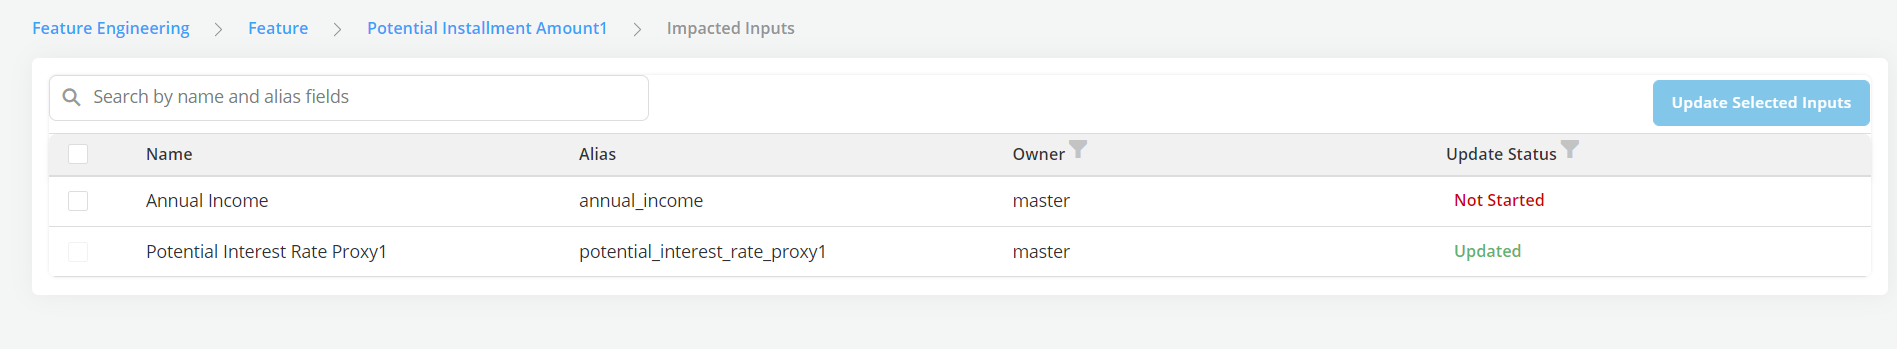 Feature Engineering > Feature > Potential Installment Amount1 > Impacted Inputs
Search by name and alias fields
Update Selected Inputs
Name Alias Owner Update Status
Annual Income annual_income master Not Started
Potential Interest Rate Proxy1 potential_interest_rate_proxy1 master Updated